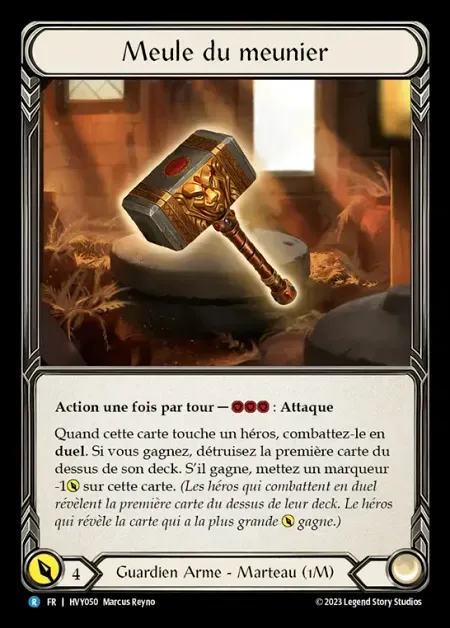 Meule du meunier
Action une fois par tour — : Attaque
Quand cette carte touche un héros, combattez-le en
duel. Si vous gagnez, détruisez la première carte du
dessus de son deck. S'il gagne, mettez un marqueur
-1 sur cette carte. (Les héros qui combattent en duel
révèlent la première carte du dessus de leur deck. Le héros
qui révèle la carte qui a la plus grande gagne.)
4
Guardien Arme - Marteau (1M)
R FR | HVY050 Marcus Reyno
© 2023 Legend Story Studios